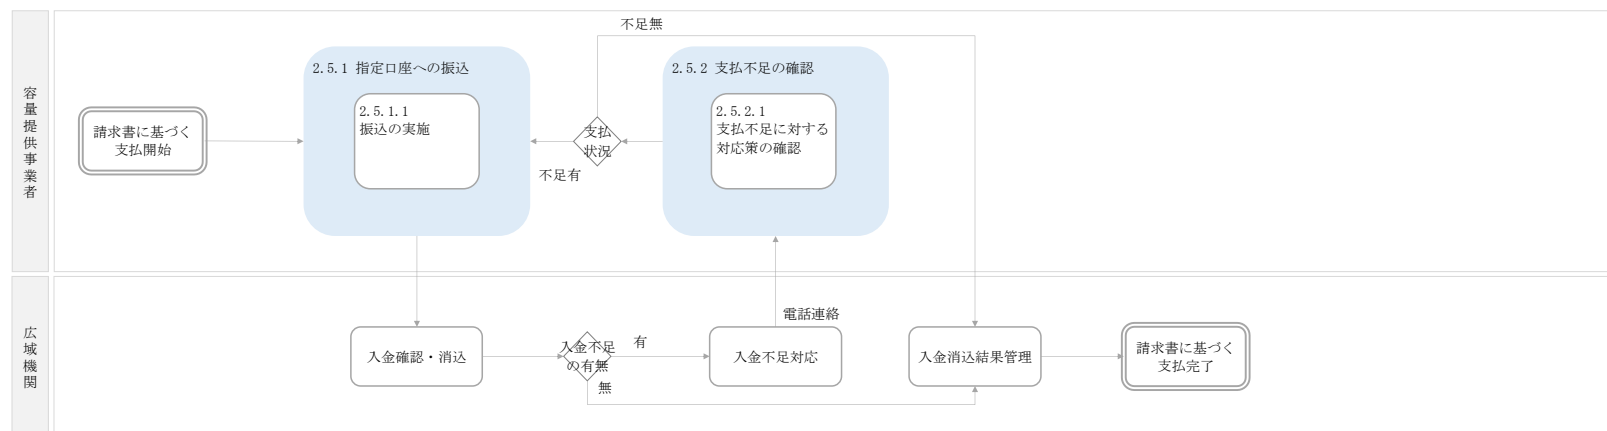 容量提供事業者
不足無
2.5.1 指定口座への振込
2.5.2 支払不足の確認
2.5.1.1
振込の実施
2.5.2.1
支払不足に対する
対応策の確認
請求書に基づく
支払開始
支払
状況
不足有
広域機関
電話連絡
入金確認・消込
入金不足
の有無
有
無
入金不足対応
入金消込結果管理
請求書に基づく
支払完了